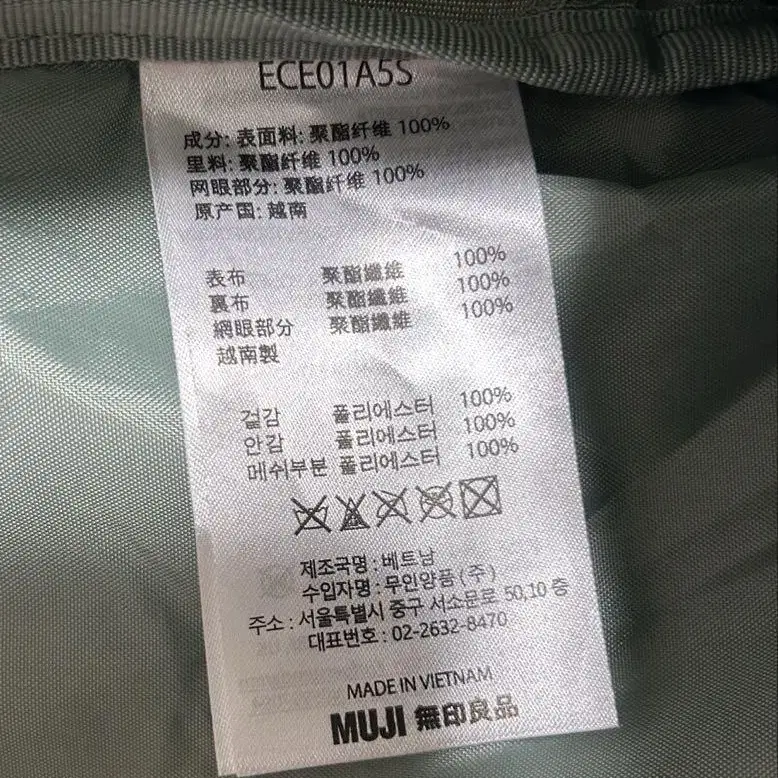 ECE01A5S
成分: 表面料: 聚酯纤维 100%
里料: 聚酯纤维 100%
网眼部分: 聚酯纤维 100%
原产国: 越南
表布 聚酯纖維 100%
裏布 聚酯纖維 100%
網眼部分 聚酯纖維 100%
越南製
겉감 폴리에스터 100%
안감 폴리에스터 100%
메쉬부분 폴리에스터 100%
제조국명 : 베트남
수입자명 : 무인양품 (주)
주소 : 서울특별시 중구 서소문로 50,10 층
대표번호 : 02-2632-8470
MADE IN VIETNAM
MUJI 無印良品